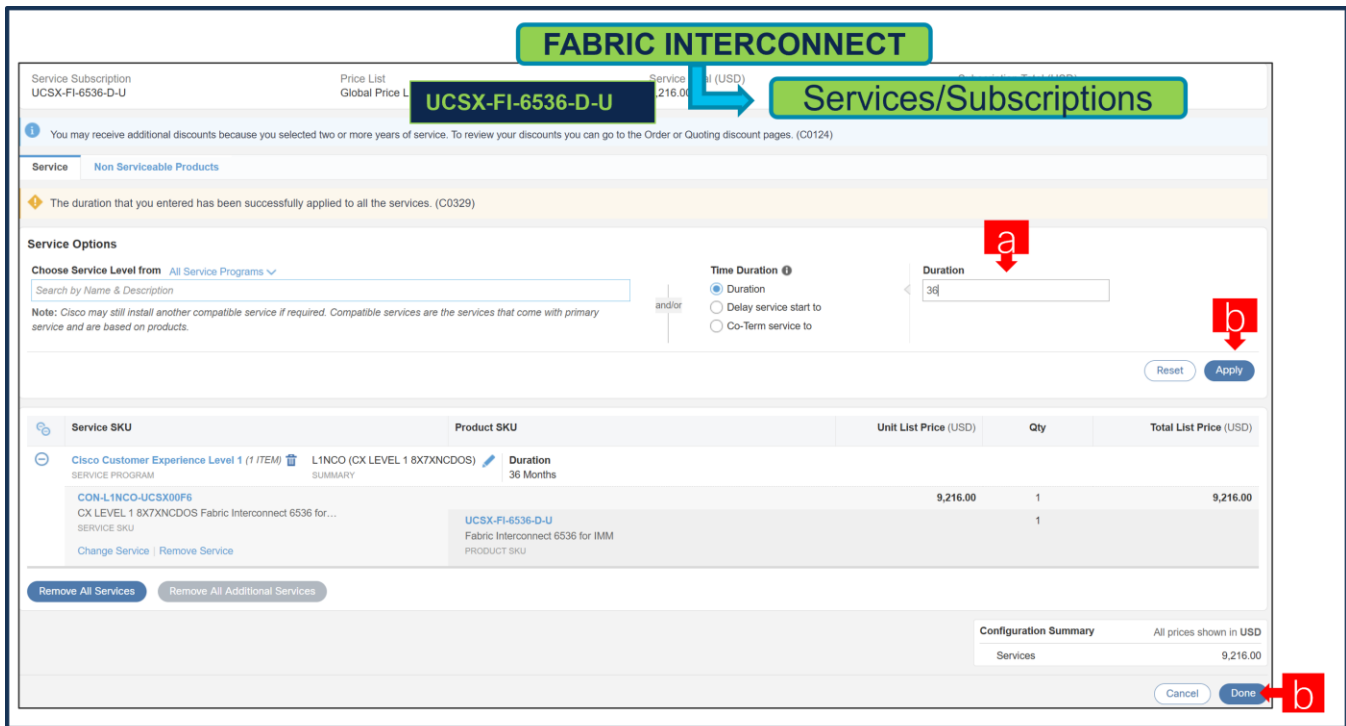 FABRIC INTERCONNECT
Services/Subscriptions
UCSX-FI-6536-D-U
Service Subscription
UCSX-FI-6536-D-U
Price List
Global Price L
Service
al (USD)
,216.00
You may receive additional discounts because you selected two or more years of service. To review your discounts you can go to the Order or Quoting discount pages. (C0124)
Service Non Serviceable Products
The duration that you entered has been successfully applied to all the services. (C0329)
Service Options
a
Choose Service Level from All Service Programs
Search by Name & Description
Note: Cisco may still install another compatible service if required. Compatible services are the services that come with primary
service and are based on products.
and/or
Time Duration
Duration
Delay service start to
Co-Term service to
Duration
36
b
Reset Apply
Service SKU Product SKU Unit List Price (USD) Qty Total List Price (USD)
Cisco Customer Experience Level 1 (1 ITEM) L1NCO (CX LEVEL 1 8X7XNCDOS) Duration
SERVICE PROGRAM SUMMARY 36 Months
CON-L1NCO-UCSX00F6 9,216.00 1 9,216.00
CX LEVEL 1 8X7XNCDOS Fabric Interconnect 6536 for...
SERVICE SKU
Change Service | Remove Service
UCSX-FI-6536-D-U 1
Fabric Interconnect 6536 for IMM
PRODUCT SKU
Remove All Services Remove All Additional Services
Configuration Summary All prices shown in USD
Services 9,216.00
Cancel Done b